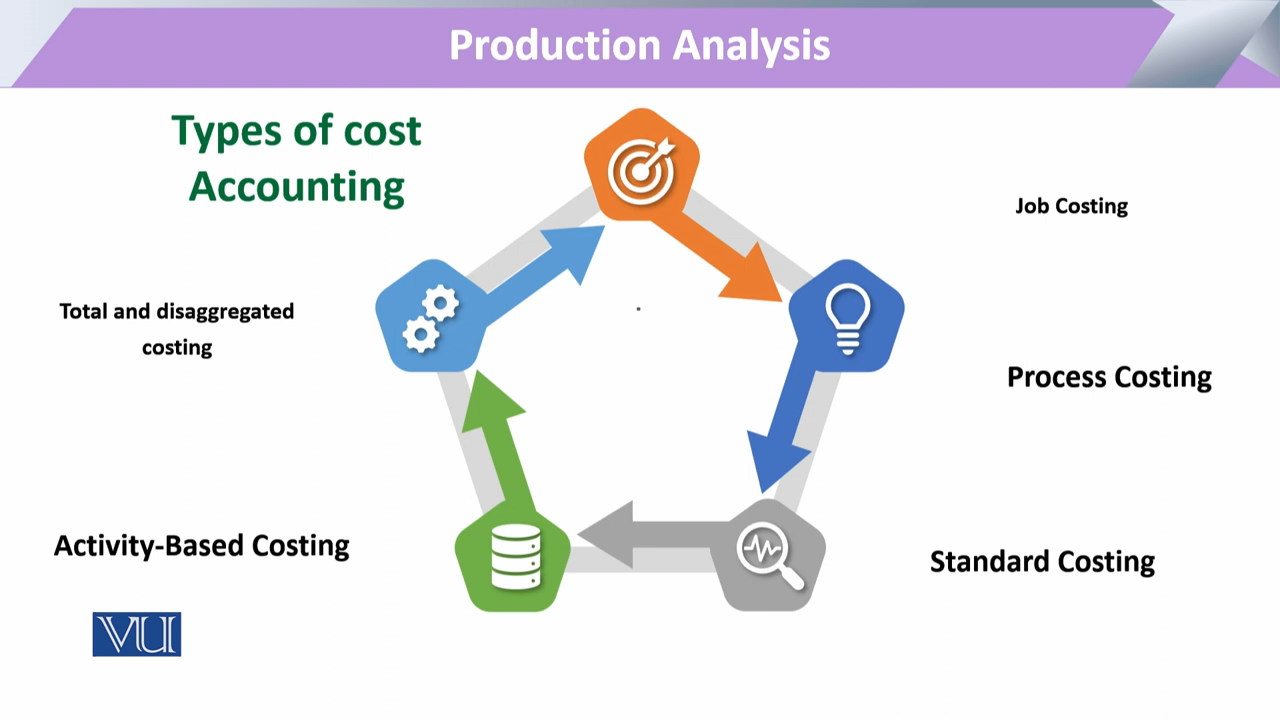 Production Analysis
Types of cost
Accounting
Job Costing
Total and disaggregated
costing
Process Costing
Activity-Based Costing
Standard Costing
VU